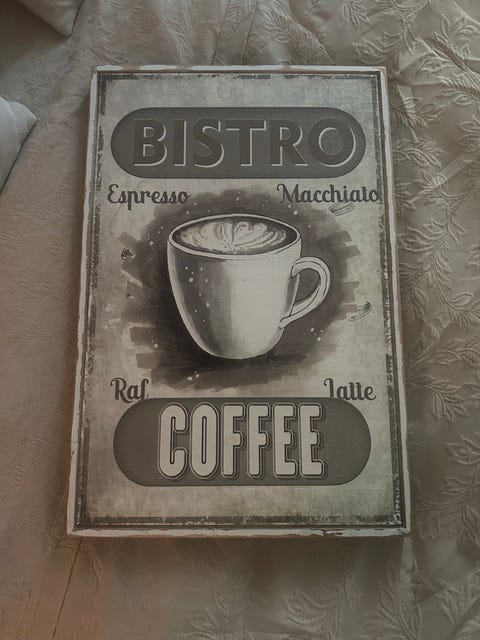 BISTRO
Espresso Macchiato
Raf Latte
COFFEE